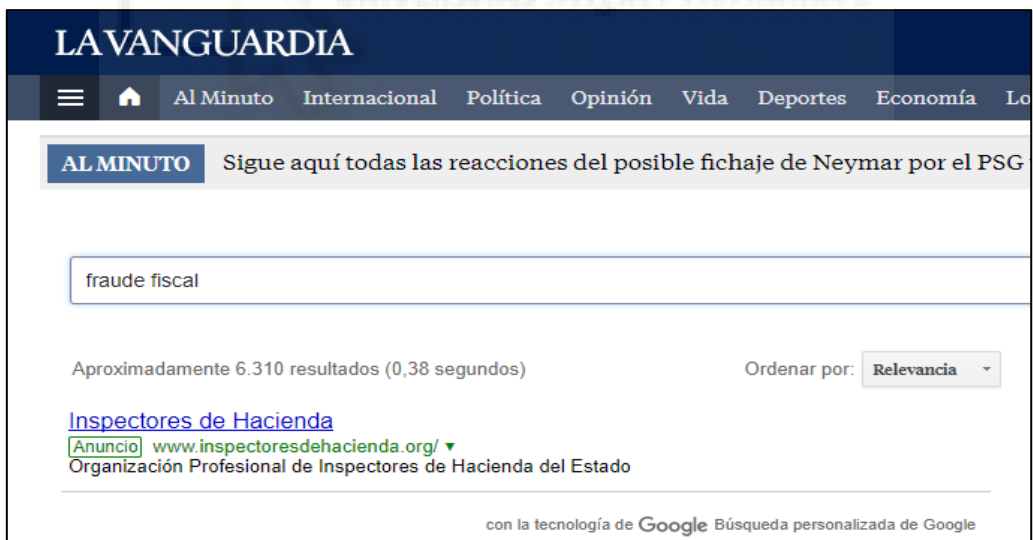 LA VANGUARDIA
Al Minuto Internacional Política Opinión Vida Deportes Economía Lo
AL MINUTO Sigue aquí todas las reacciones del posible fichaje de Neymar por el PSG
fraude fiscal
Aproximadamente 6.310 resultados (0,38 segundos) Ordenar por: Relevancia
Inspectores de Hacienda
Anuncio www.inspectoresdehacienda.org/
Organización Profesional de Inspectores de Hacienda del Estado
con la tecnología de Google Búsqueda personalizada de Google